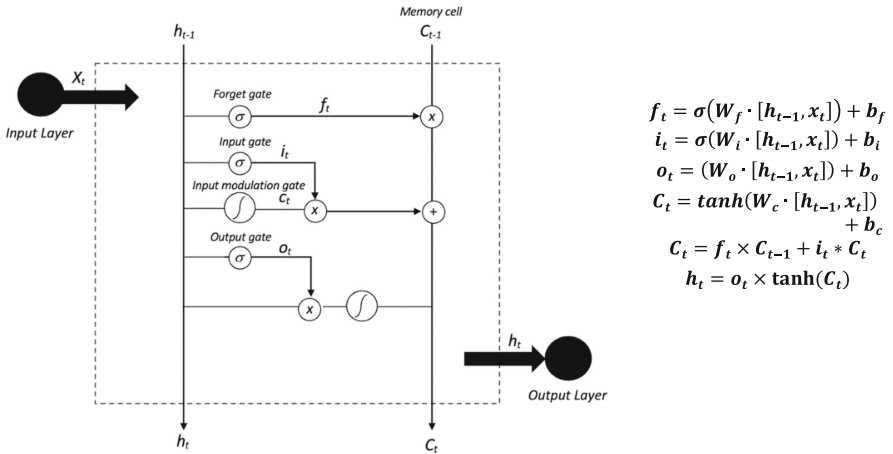 Memory cell
h_{t-1}
C_{t-1}
X_t
Input Layer
Forget gate
σ
f_t
x
Input gate
σ
i_t
Input modulation gate
∫
c̄_t
x
+
Output gate
σ
o_t
x
∫
h_t
Output Layer
h_t
C_t
f_t = σ(W_f · [h_{t−1}, x_t]) + b_f
i_t = σ(W_i · [h_{t−1}, x_t]) + b_i
o_t = (W_o · [h_{t−1}, x_t]) + b_o
C_t = tanh(W_c · [h_{t−1}, x_t])
+ b_c
C_t = f_t × C_{t−1} + i_t ∗ C_t
h_t = o_t × tanh(C_t)